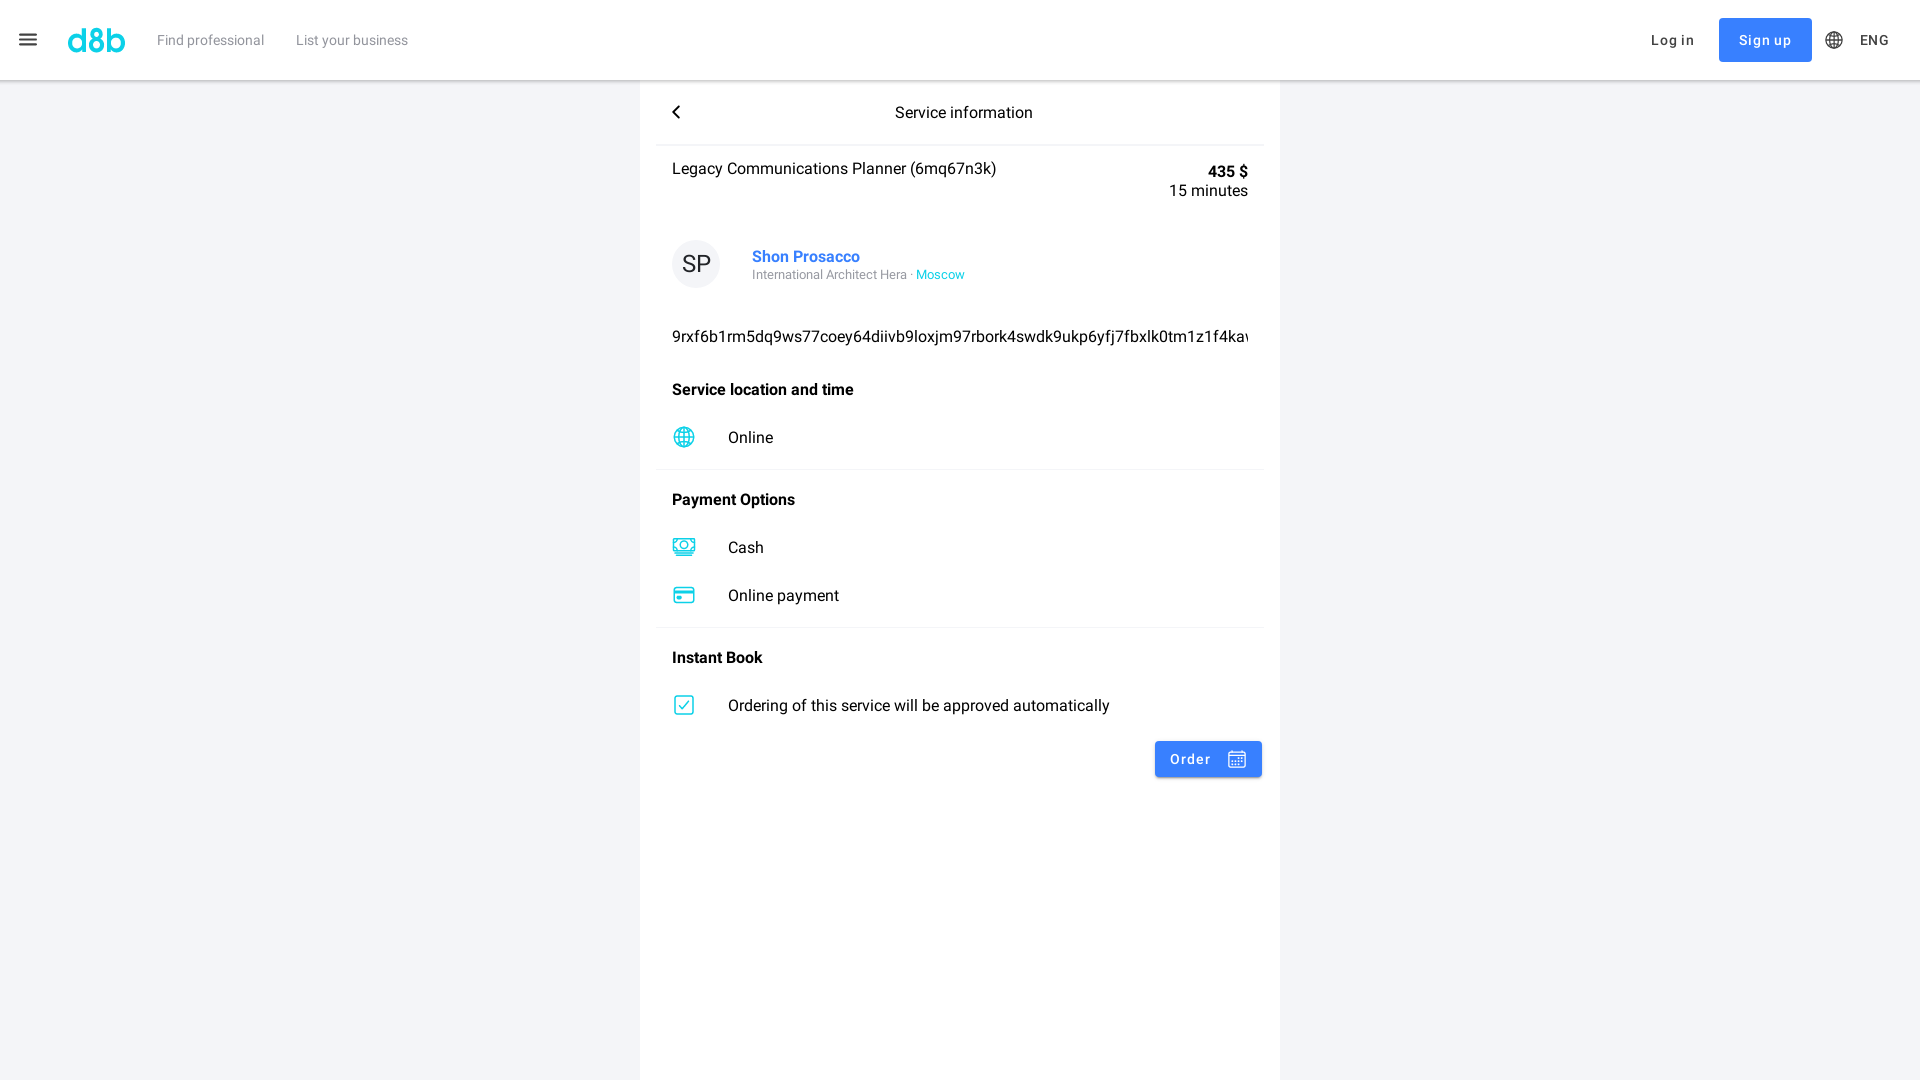 d8b
Find professional
List your business
Log in
Sign up
ENG
Service information
Legacy Communications Planner (6mq67n3k)
435 $
15 minutes
SP
Shon Prosacco
International Architect Hera · Moscow
9rxf6b1rm5dq9ws77coey64diivb9loxjm97rbork4swdk9ukp6yfj7fbxlk0tm1z1f4kav
Service location and time
Online
Payment Options
Cash
Online payment
Instant Book
Ordering of this service will be approved automatically
Order